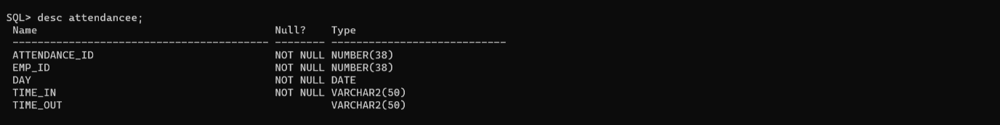 SQL> desc attendancee;
 Name                                      Null?    Type
 ----------------------------------------- -------- ----------------------------
 ATTENDANCE_ID                             NOT NULL NUMBER(38)
 EMP_ID                                    NOT NULL NUMBER(38)
 DAY                                       NOT NULL DATE
 TIME_IN                                   NOT NULL VARCHAR2(50)
 TIME_OUT                                           VARCHAR2(50)